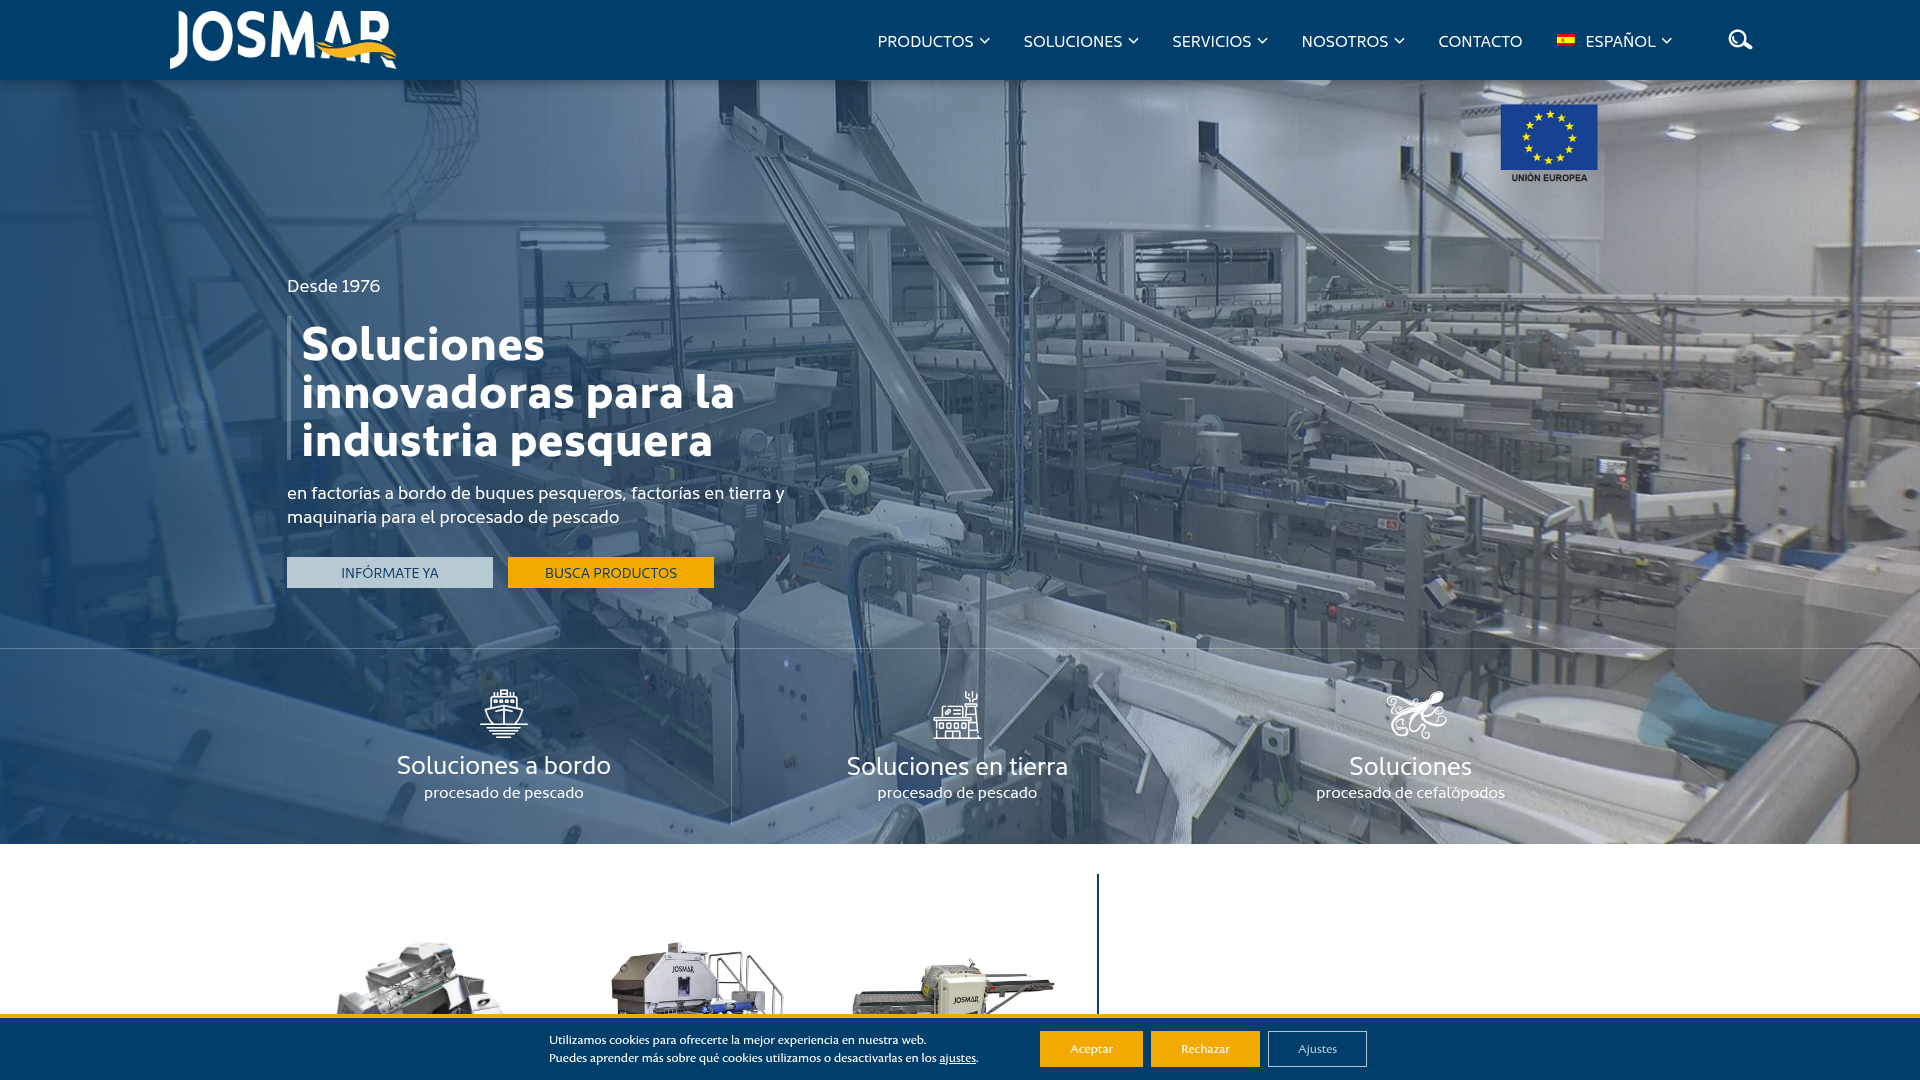 JOSMAR
PRODUCTOS
SOLUCIONES
SERVICIOS
NOSOTROS
CONTACTO
ESPAÑOL
UNIÓN EUROPEA
Desde 1976
Soluciones
innovadoras para la
industria pesquera
en factorías a bordo de buques pesqueros, factorías en tierra y
maquinaria para el procesado de pescado
INFÓRMATE YA
BUSCA PRODUCTOS
Soluciones a bordo
procesado de pescado
Soluciones en tierra
procesado de pescado
Soluciones
procesado de cefalópodos
JOSMAR
JOSMAR
Utilizamos cookies para ofrecerte la mejor experiencia en nuestra web.
Puedes aprender más sobre qué cookies utilizamos o desactivarlas en los ajustes.
Aceptar
Rechazar
Ajustes